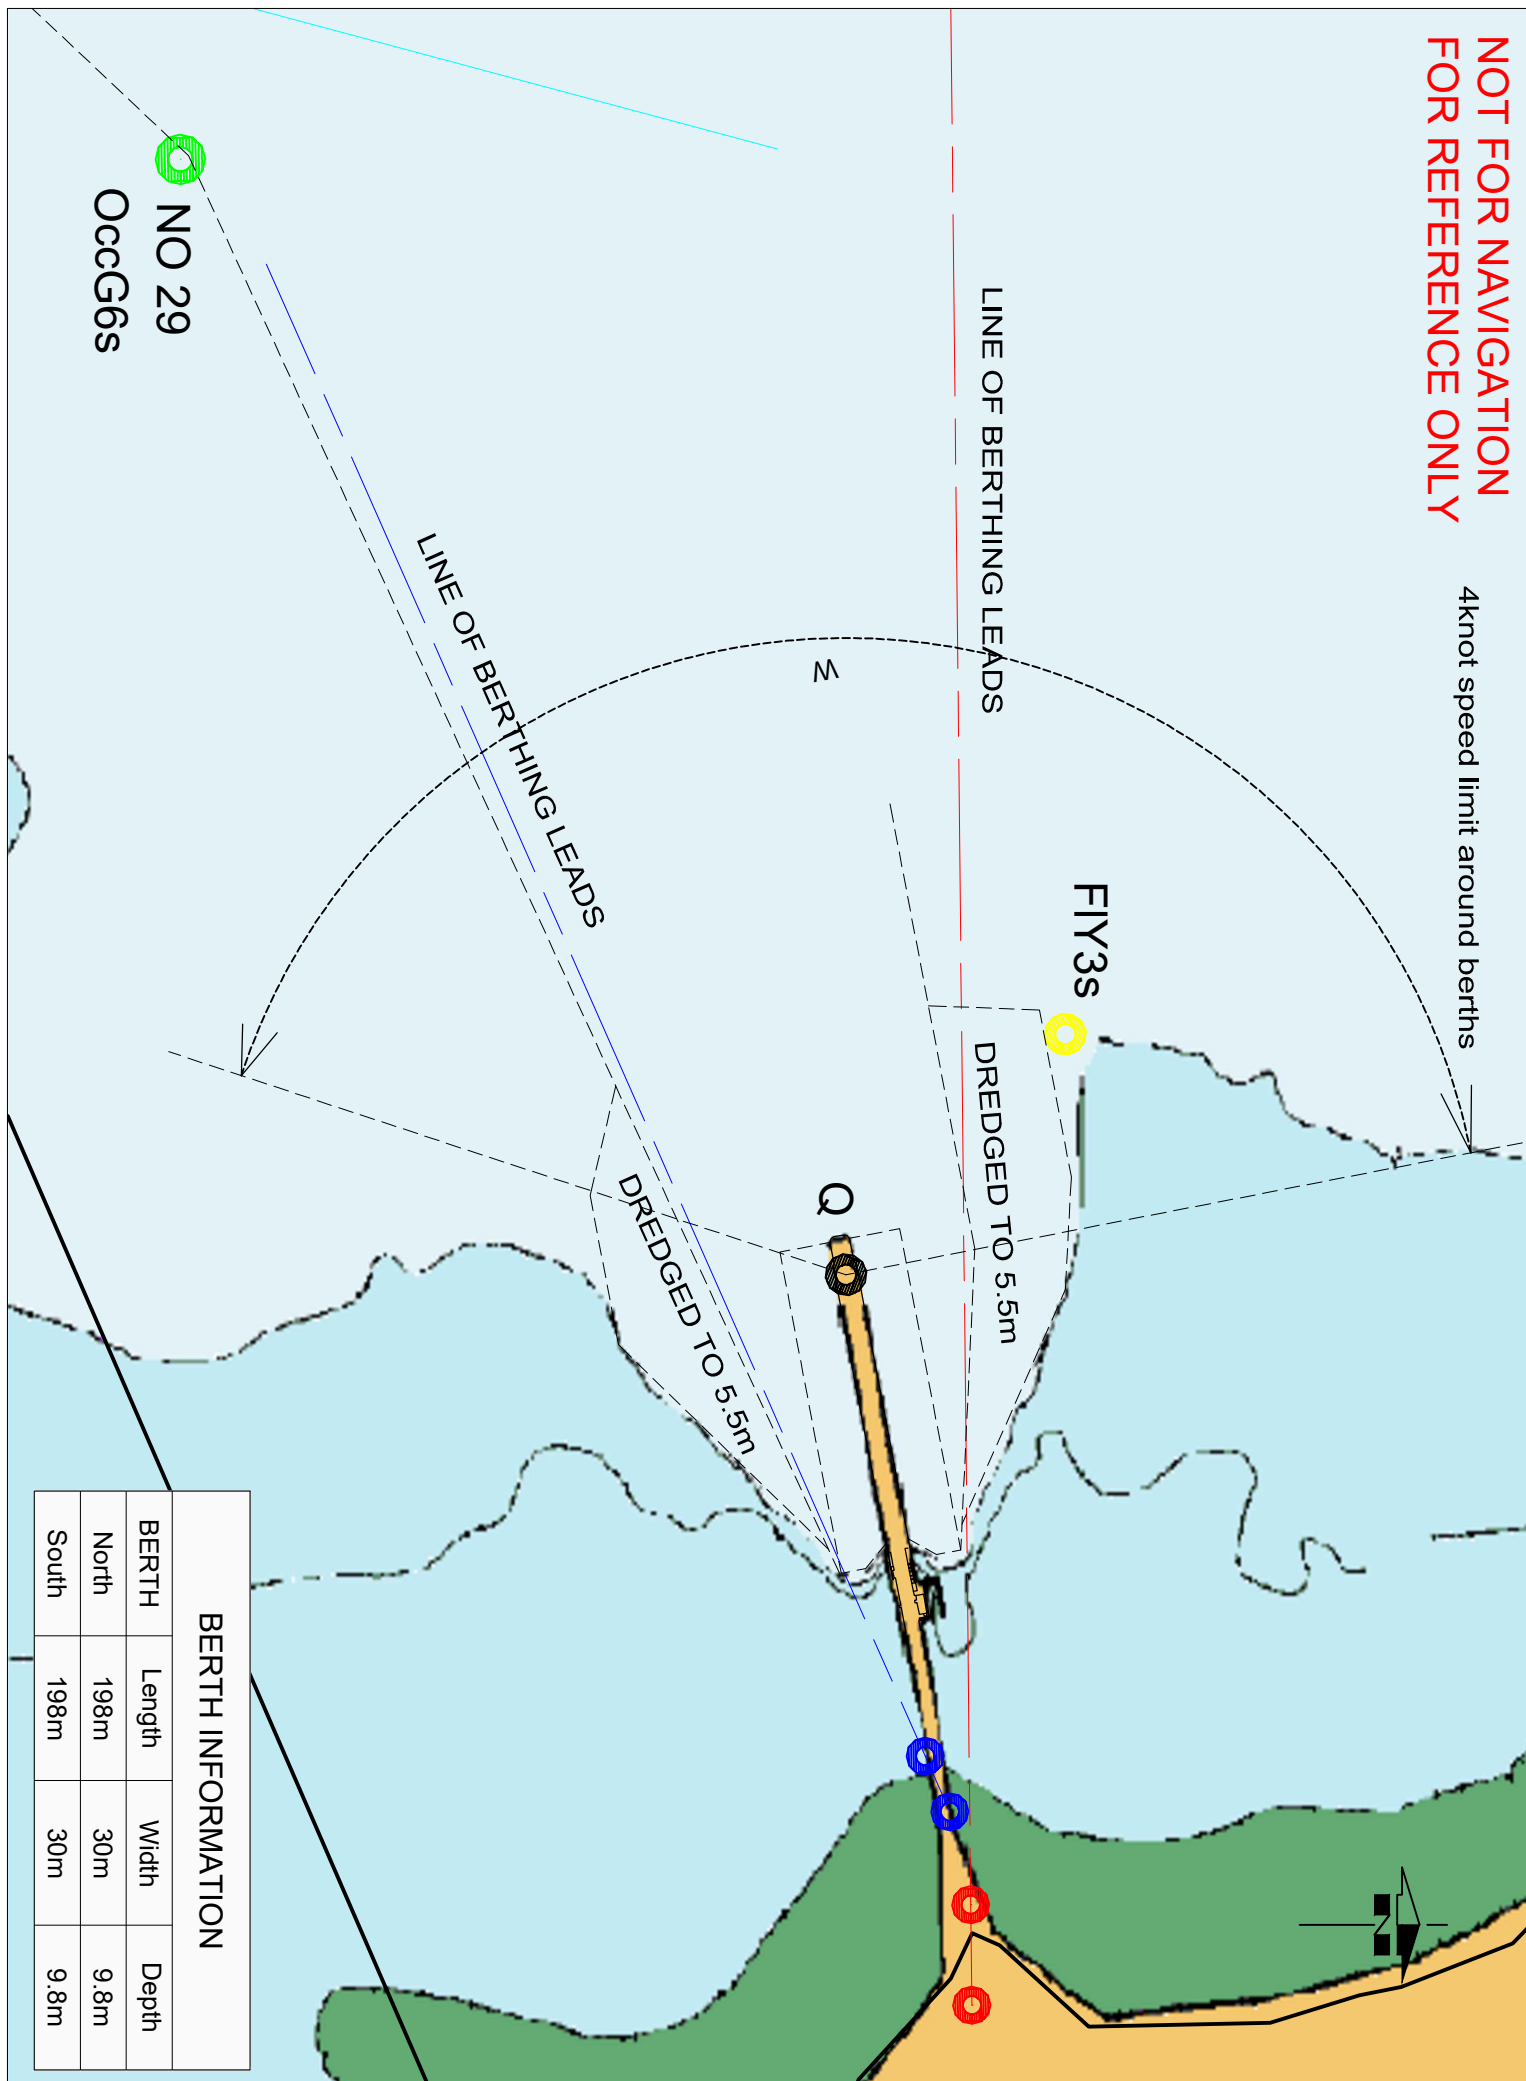 NOT FOR NAVIGATION
FOR REFERENCE ONLY
4knot speed limit around berths
LINE OF BERTHING LEADS
FlY3s
DREDGED TO 5.5m
W
Q
LINE OF BERTHING LEADS
DREDGED TO 5.5m
NO 29
OccG6s
N
BERTH INFORMATION
BERTH Length Width Depth
North 198m 30m 9.8m
South 198m 30m 9.8m